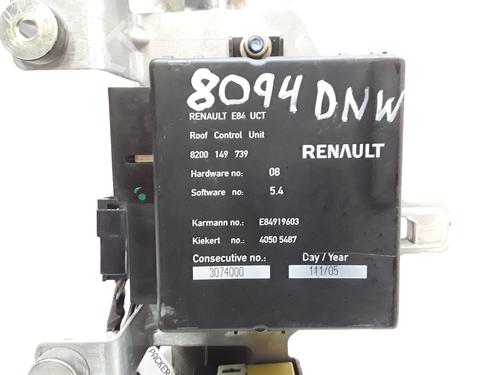 8094 DNW
RENAULT E84 UCT
Roof Control Unit
8200 149 739
RENAULT
Hardware no: 08
Software no: 5.4
Karmann no.: E84919603
Kiekert no.: 4050 5487
Consecutive no.: Day / Year
3074000 141/05
PACKER